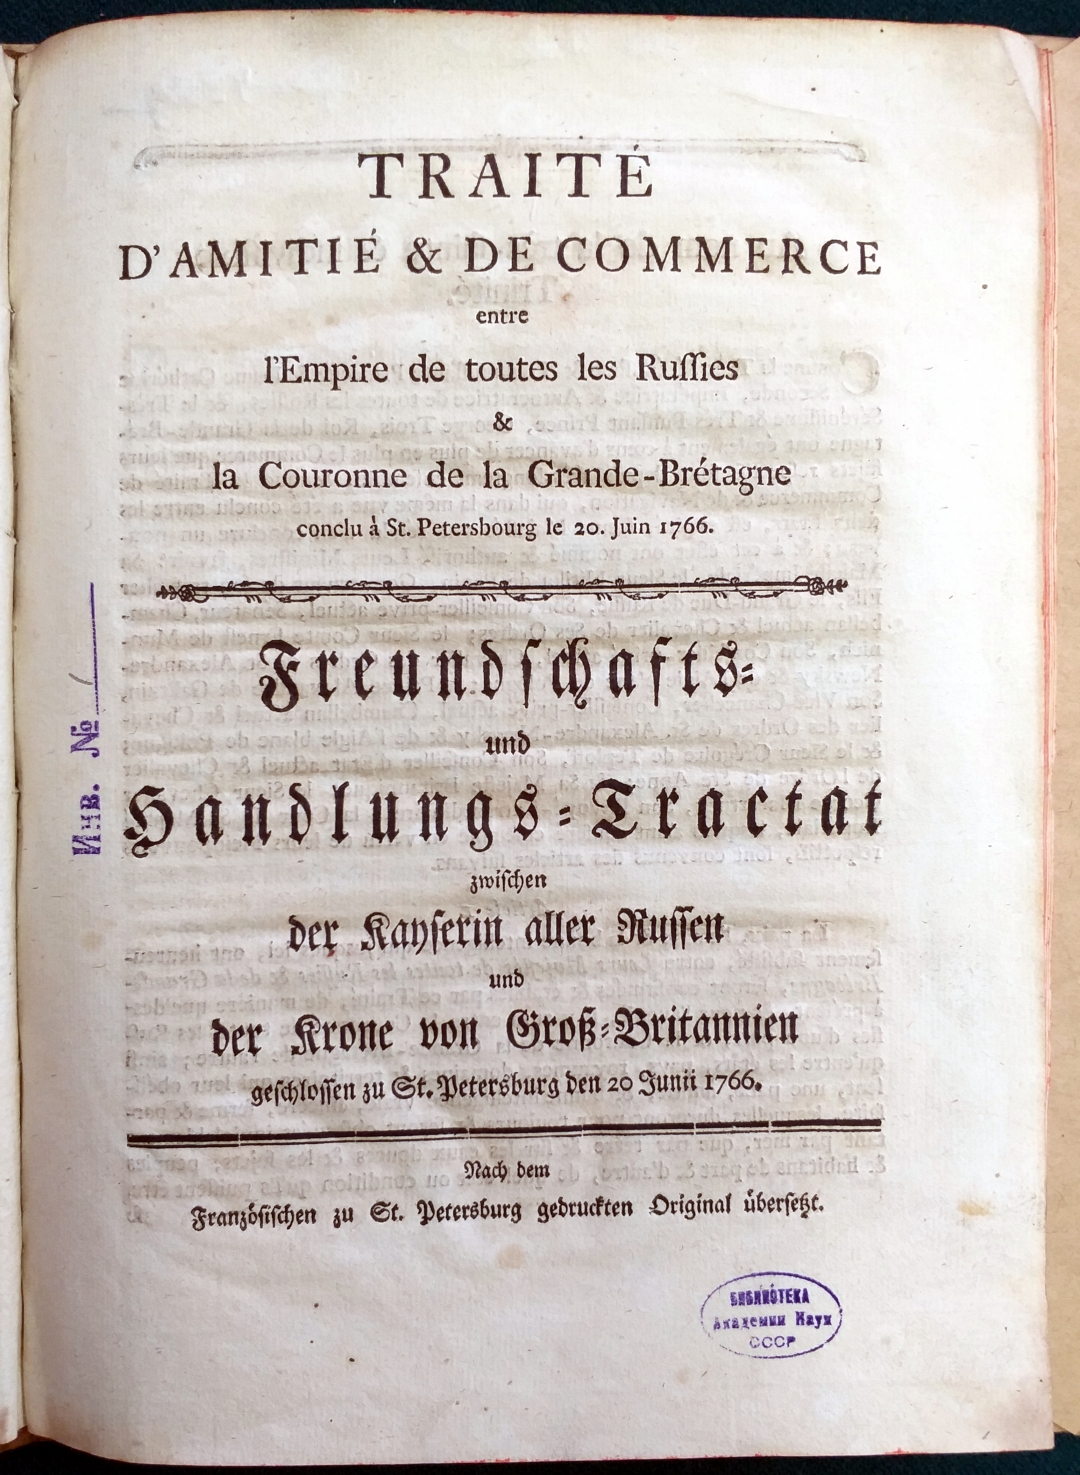 TRAITÉ
D'AMITIÉ & DE COMMERCE
entre
l'Empire de toutes les Ruſſies
&
la Couronne de la Grande-Brétagne
conclu à St. Petersbourg le 20. Juin 1766.
Freundſchafts-
und
Handlungs-Tractat
zwiſchen
der Kayſerin aller Ruſſen
und
der Krone von Groß-Britannien
geſchloſſen zu St. Petersburg den 20 Junii 1766.
Nach dem
Franzöſiſchen zu St. Petersburg gedruckten Original überſetzt.
Инв. №
БИБЛИОТЕКА
Академии Наук
СССР